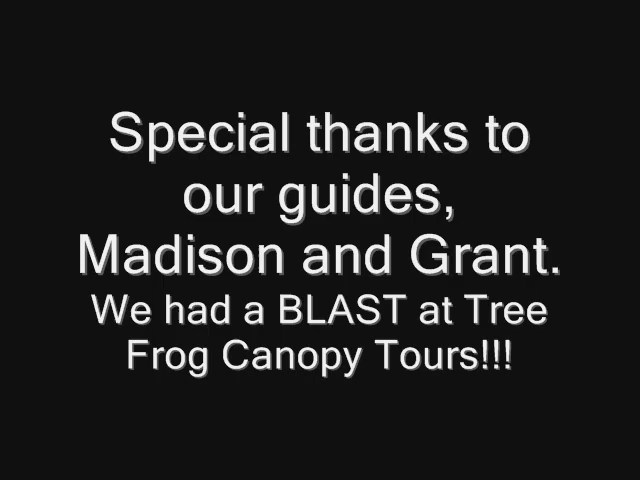 Special thanks to
our guides,
Madison and Grant.
We had a BLAST at Tree
Frog Canopy Tours!!!